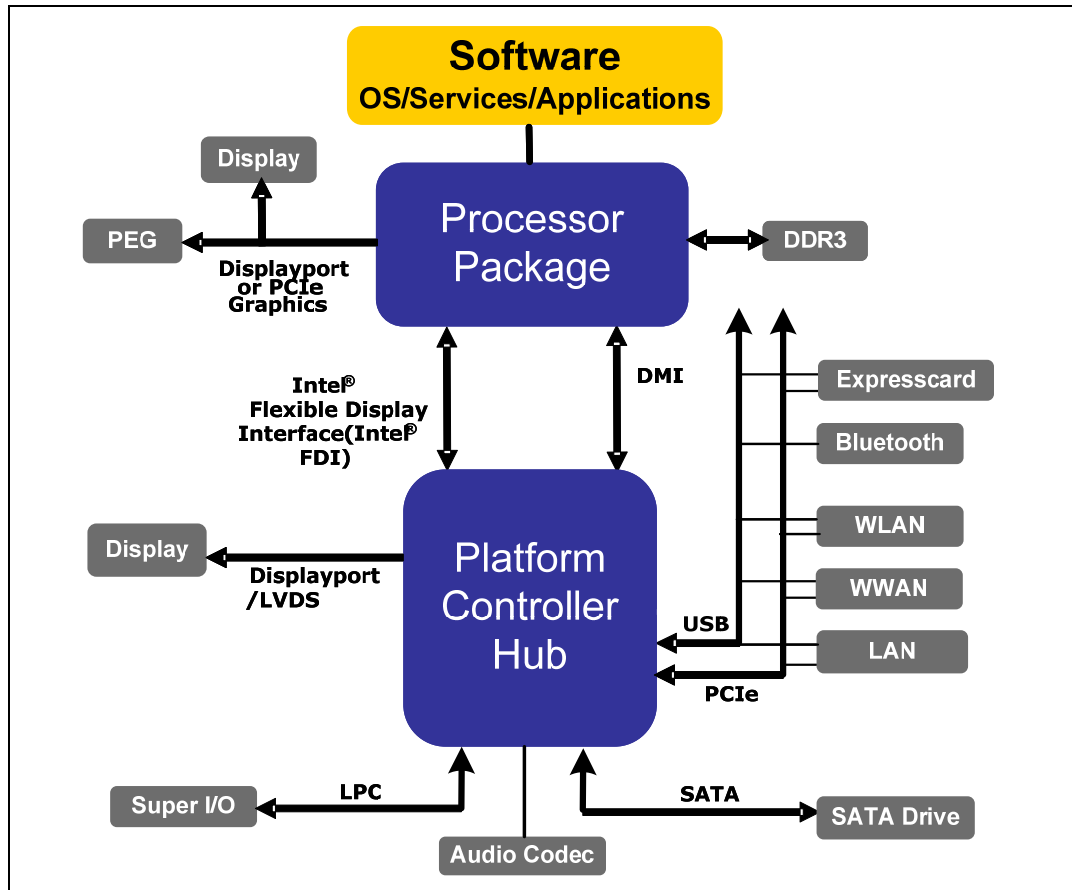 Software
OS/Services/Applications
Display
Processor
Package
PEG
DDR3
Displayport
or PCIe
Graphics
DMI
Intel®
Flexible Display
Interface(Intel®
FDI)
Expresscard
Bluetooth
WLAN
WWAN
LAN
Display
Displayport
/LVDS
Platform
Controller
Hub
USB
PCIe
Super I/O
LPC
SATA
SATA Drive
Audio Codec